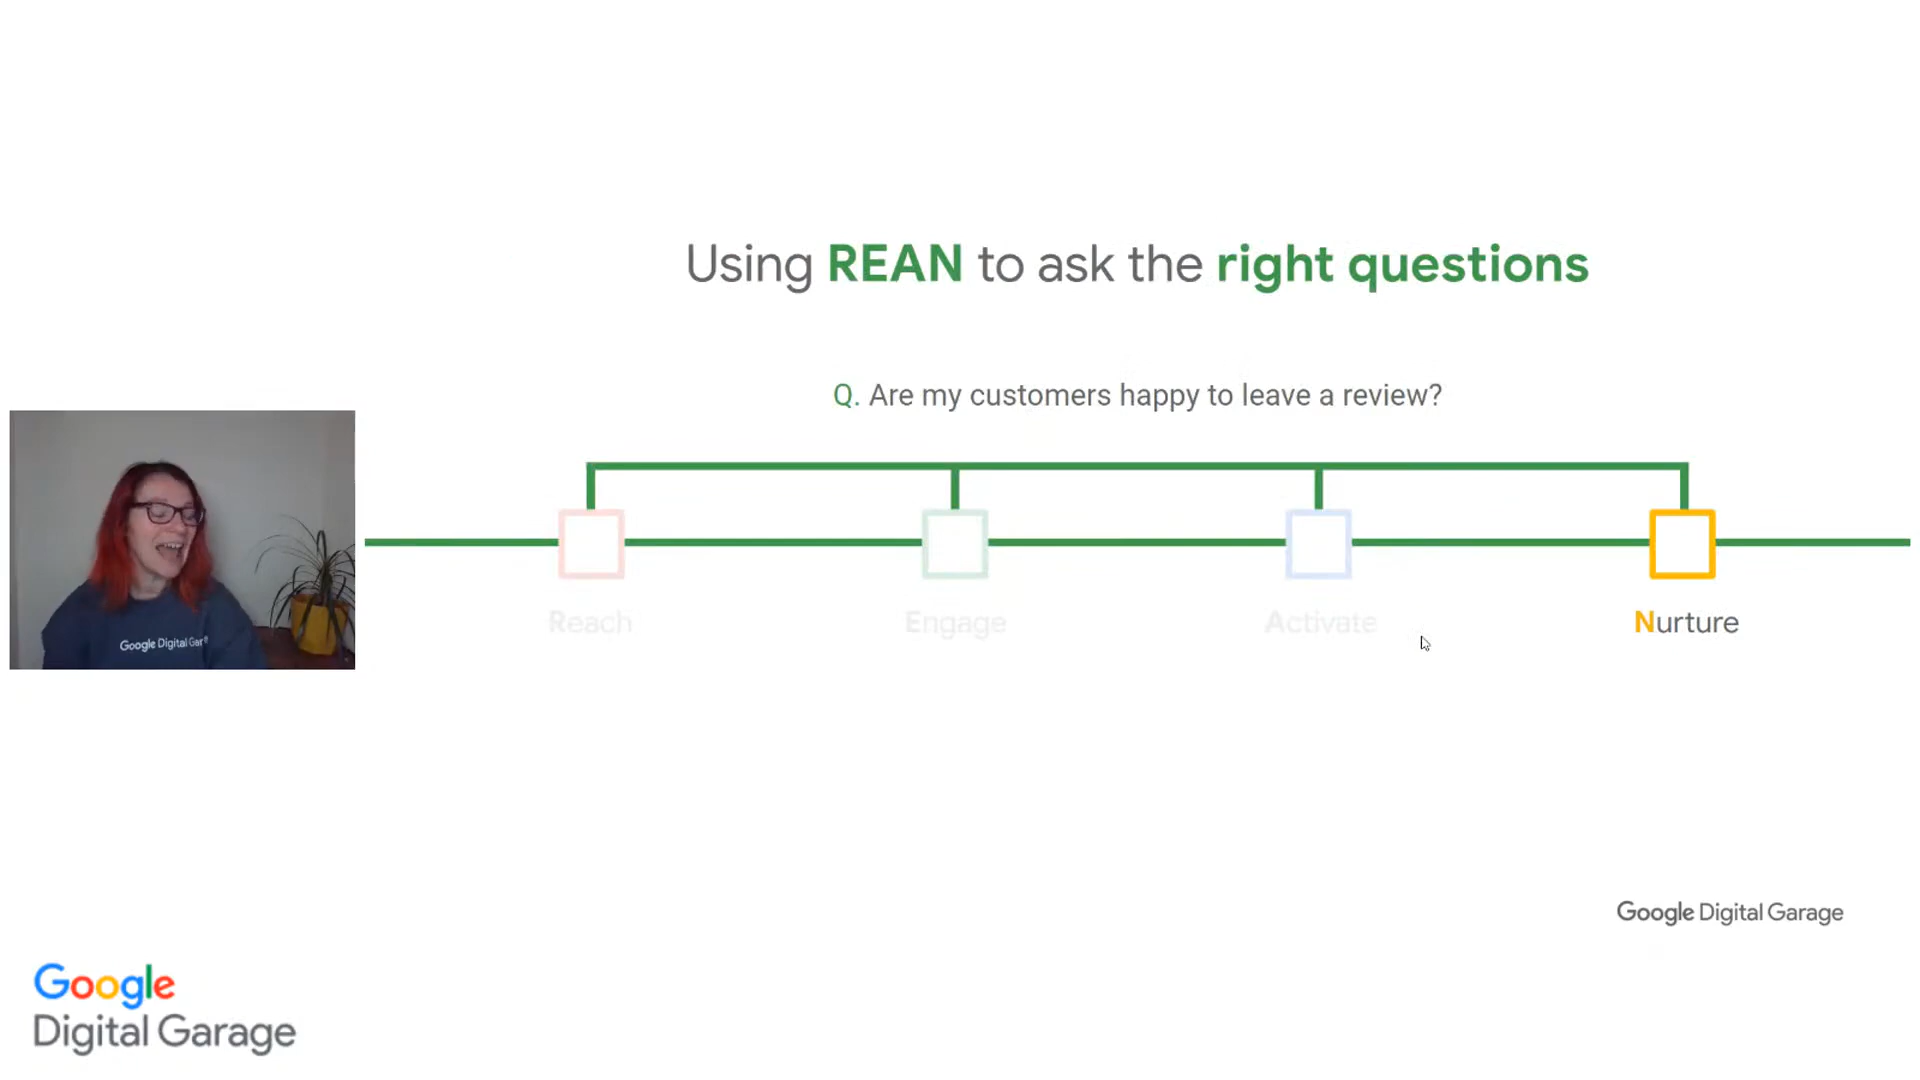 Using REAN to ask the right questions
Q. Are my customers happy to leave a review?
Reach
Engage
Activate
Nurture
Google Digital Gar
Google Digital Garage
Google
Digital Garage